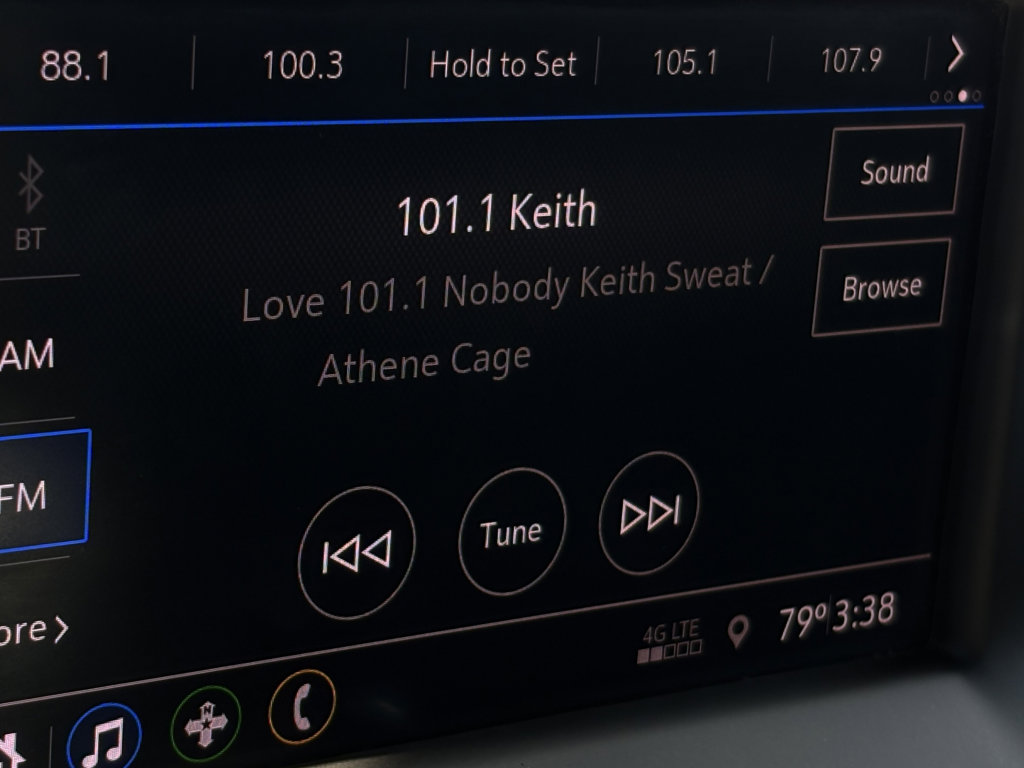 88.1
100.3
Hold to Set
105.1
107.9
Sound
BT
101.1 Keith
Love 101.1 Nobody Keith Sweat /
Athene Cage
Browse
AM
FM
Tune
ore
4G LTE
79° 3:38
N